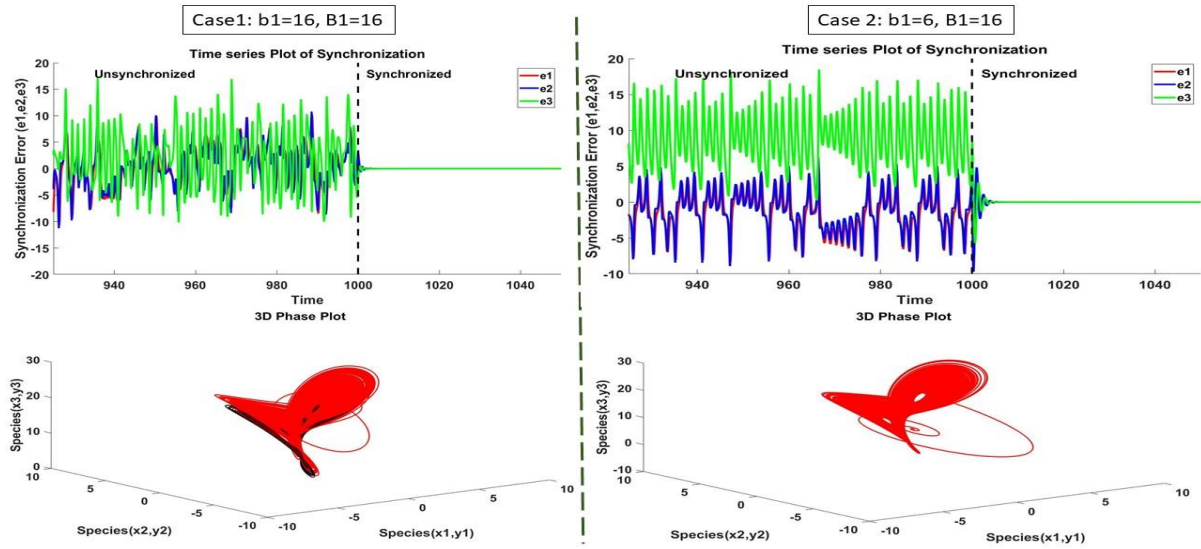 Case1: b1=16, B1=16
Time series Plot of Synchronization
Unsynchronized
Synchronized
e1
e2
e3
20
15
10
5
0
-5
-10
-15
-20
Synchronization Error (e1,e2,e3)
940
960
980
1000
1020
1040
Time
3D Phase Plot
30
20
10
0
Species(x3,y3)
10
5
0
-5
-10
Species(x2,y2)
-10
-5
0
5
10
Species(x1,y1)
Case 2: b1=6, B1=16
Time series Plot of Synchronization
Unsynchronized
Synchronized
e1
e2
e3
20
15
10
5
0
-5
-10
Synchronization Error (e1,e2,e3)
940
960
980
1000
1020
1040
Time
3D Phase Plot
30
20
10
0
-10
Species(x3,y3)
10
5
0
-5
-10
Species(x2,y2)
-10
-5
0
5
10
Species(x1,y1)